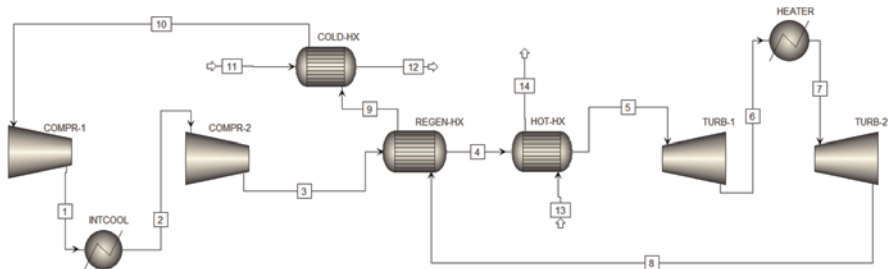 HEATER
10
COLD-HX
11
12
14
6
7
9
5
COMPR-1
COMPR-2
REGEN-HX
HOT-HX
TURB-1
TURB-2
4
3
1
2
13
INTCOOL
8